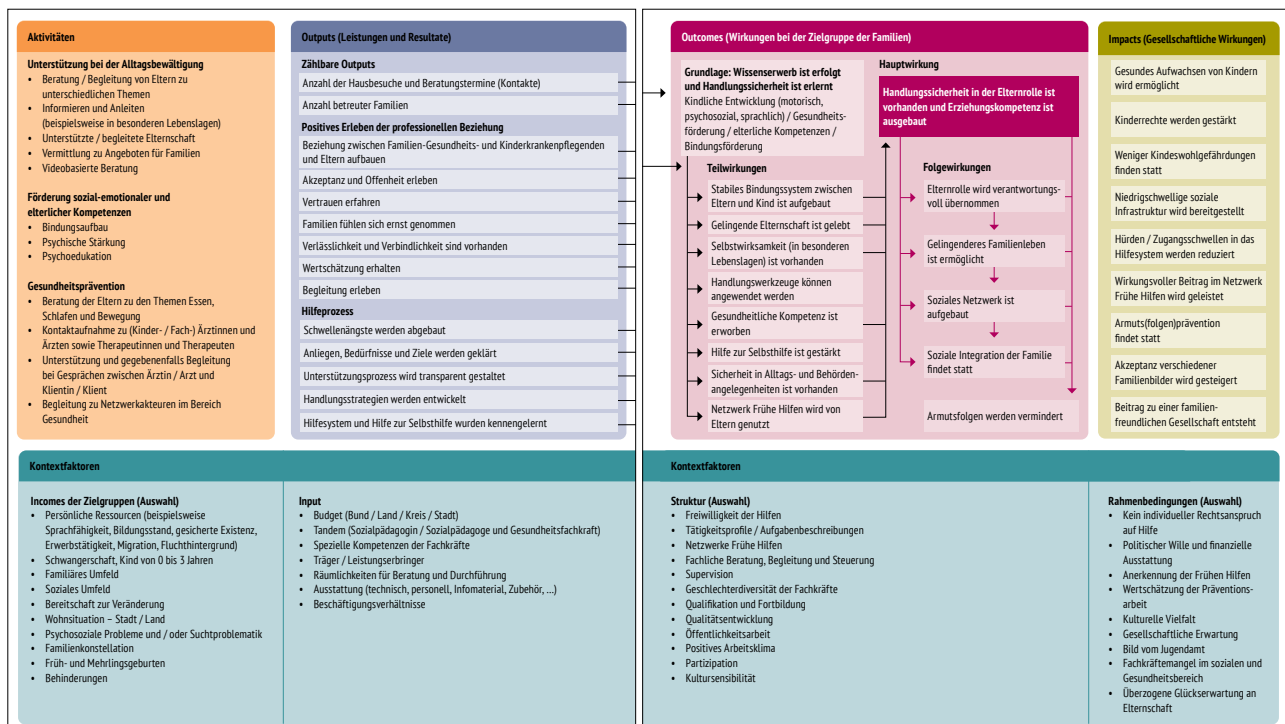 Aktivitäten
Unterstützung bei der Alltagsbewältigung
• Beratung / Begleitung von Eltern zu
unterschiedlichen Themen
• Informieren und Anleiten
(beispielsweise in besonderen Lebenslagen)
• Unterstützte / begleitete Elternschaft
• Vermittlung zu Angeboten für Familien
• Videobasierte Beratung
Förderung sozial-emotionaler und
elterlicher Kompetenzen
• Bindungsaufbau
• Psychische Stärkung
• Psychoedukation
Gesundheitsprävention
• Beratung der Eltern zu den Themen Essen,
Schlafen und Bewegung
• Kontaktaufnahme zu (Kinder- / Fach-) Ärztinnen und
Ärzten sowie Therapeutinnen und Therapeuten
• Unterstützung und gegebenenfalls Begleitung
bei Gesprächen zwischen Ärztin / Arzt und
Klientin / Klient
• Begleitung zu Netzwerkakteuren im Bereich
Gesundheit
Outputs (Leistungen und Resultate)
Zählbare Outputs
Anzahl der Hausbesuche und Beratungstermine (Kontakte)
Anzahl betreuter Familien
Positives Erleben der professionellen Beziehung
Beziehung zwischen Familien-Gesundheits- und Kinderkrankenpflegenden
und Eltern aufbauen
Akzeptanz und Offenheit erleben
Vertrauen erfahren
Familien fühlen sich ernst genommen
Verlässlichkeit und Verbindlichkeit sind vorhanden
Wertschätzung erhalten
Begleitung erleben
Hilfeprozess
Schwellenängste werden abgebaut
Anliegen, Bedürfnisse und Ziele werden geklärt
Unterstützungsprozess wird transparent gestaltet
Handlungsstrategien werden entwickelt
Hilfesystem und Hilfe zur Selbsthilfe wurden kennengelernt
Outcomes (Wirkungen bei der Zielgruppe der Familien)
Grundlage: Wissenserwerb ist erfolgt
und Handlungssicherheit ist erlernt
Kindliche Entwicklung (motorisch,
psychosozial, sprachlich) / Gesundheits-
förderung / elterliche Kompetenzen /
Bindungsförderung
Teilwirkungen
Stabiles Bindungssystem zwischen
Eltern und Kind ist aufgebaut
Gelingende Elternschaft ist gelebt
Selbstwirksamkeit (in besonderen
Lebenslagen) ist vorhanden
Handlungswerkzeuge können
angewendet werden
Gesundheitliche Kompetenz ist
erworben
Hilfe zur Selbsthilfe ist gestärkt
Sicherheit in Alltags- und Behörden-
angelegenheiten ist vorhanden
Netzwerk Frühe Hilfen wird von
Eltern genutzt
Hauptwirkung
Handlungssicherheit in der Elternrolle ist
vorhanden und Erziehungskompetenz ist
ausgebaut
Folgewirkungen
Elternrolle wird verantwortungs-
voll übernommen
Gelingenderes Familienleben
ist ermöglicht
Soziales Netzwerk ist
aufgebaut
Soziale Integration der Familie
findet statt
Armutsfolgen werden vermindert
Impacts (Gesellschaftliche Wirkungen)
Gesundes Aufwachsen von Kindern
wird ermöglicht
Kinderrechte werden gestärkt
Weniger Kindeswohlgefährdungen
finden statt
Niedrigschwellige soziale
Infrastruktur wird bereitgestellt
Hürden / Zugangsschwellen in das
Hilfesystem werden reduziert
Wirkungsvoller Beitrag im Netzwerk
Frühe Hilfen wird geleistet
Armuts(folgen)prävention
findet statt
Akzeptanz verschiedener
Familienbilder wird gesteigert
Beitrag zu einer familien-
freundlichen Gesellschaft entsteht
Kontextfaktoren
Incomes der Zielgruppen (Auswahl)
• Persönliche Ressourcen (beispielsweise
Sprachfähigkeit, Bildungsstand, gesicherte Existenz,
Erwerbstätigkeit, Migration, Fluchthintergrund)
• Schwangerschaft, Kind von 0 bis 3 Jahren
• Familiäres Umfeld
• Soziales Umfeld
• Bereitschaft zur Veränderung
• Wohnsituation – Stadt / Land
• Psychosoziale Probleme und / oder Suchtproblematik
• Familienkonstellation
• Früh- und Mehrlingsgeburten
• Behinderungen
Input
• Budget (Bund / Land / Kreis / Stadt)
• Tandem (Sozialpädagogin / Sozialpädagoge und Gesundheitsfachkraft)
• Spezielle Kompetenzen der Fachkräfte
• Träger / Leistungserbringer
• Räumlichkeiten für Beratung und Durchführung
• Ausstattung (technisch, personell, Infomaterial, Zubehör, ...)
• Beschäftigungsverhältnisse
Kontextfaktoren
Struktur (Auswahl)
• Freiwilligkeit der Hilfen
• Tätigkeitsprofile / Aufgabenbeschreibungen
• Netzwerke Frühe Hilfen
• Fachliche Beratung, Begleitung und Steuerung
• Supervision
• Geschlechterdiversität der Fachkräfte
• Qualifikation und Fortbildung
• Qualitätsentwicklung
• Öffentlichkeitsarbeit
• Positives Arbeitsklima
• Partizipation
• Kultursensibilität
Rahmenbedingungen (Auswahl)
• Kein individueller Rechtsanspruch
auf Hilfe
• Politischer Wille und finanzielle
Ausstattung
• Anerkennung der Frühen Hilfen
• Wertschätzung der Präventions-
arbeit
• Kulturelle Vielfalt
• Gesellschaftliche Erwartung
• Bild vom Jugendamt
• Fachkräftemangel im sozialen und
Gesundheitsbereich
• Überzogene Glückserwartung an
Elternschaft